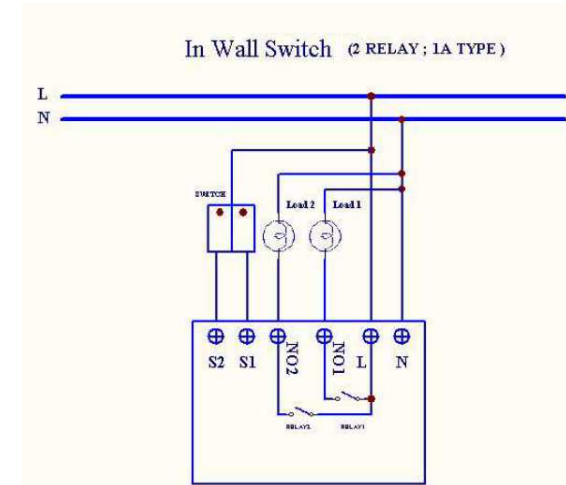 In Wall Switch (2 RELAY ; 1A TYPE )
L
N
SWITCH
Load 2 Load 1
S2 S1 NO2 NO1 L N
RELAY2 RELAY1